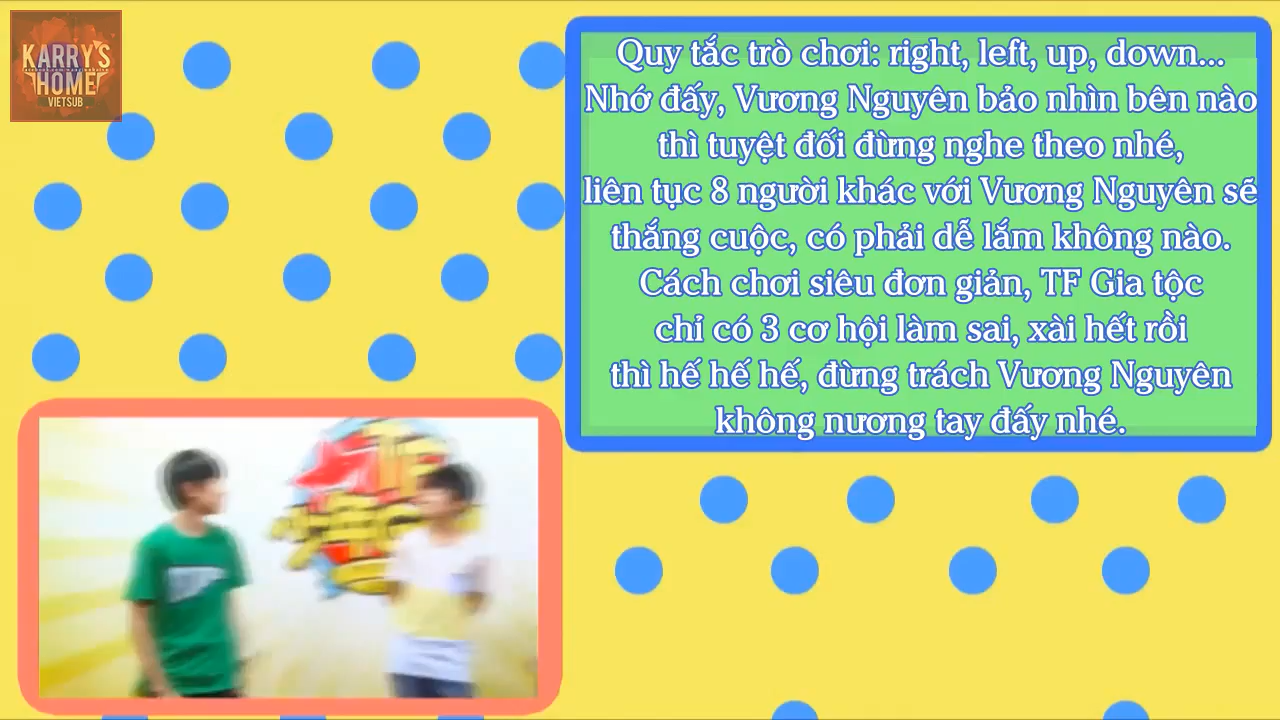 KARRY'S
HOME
VIETSUB
Quy tắc trò chơi: right, left, up, down...
Nhớ đấy, Vương Nguyên bảo nhìn bên nào
thì tuyệt đối đừng nghe theo nhé,
liên tục 8 người khác với Vương Nguyên sẽ
thắng cuộc, có phải dễ lắm không nào.
Cách chơi siêu đơn giản, TF Gia tộc
chỉ có 3 cơ hội làm sai, xài hết rồi
thì hế hế hế, đừng trách Vương Nguyên
không nương tay đấy nhé.